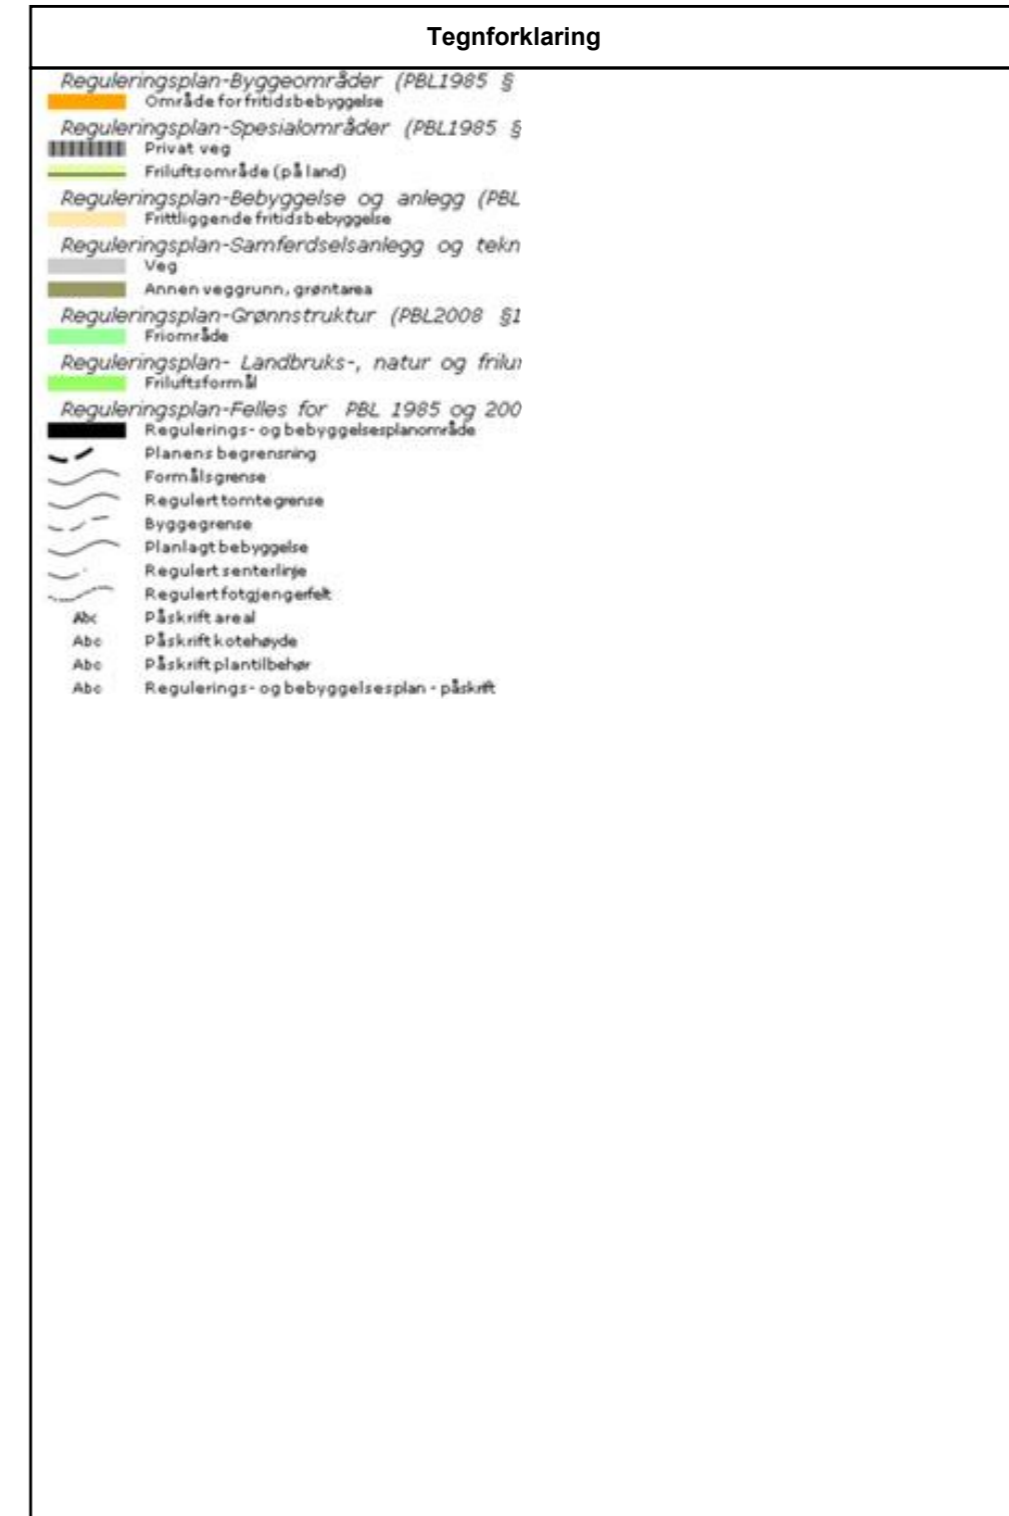 Tegnforklaring
Reguleringsplan-Byggeområder (PBL1985 §
Område for fritidsbebyggelse
Reguleringsplan-Spesialområder (PBL1985 §
Privat veg
Friluftsområde (på land)
Reguleringsplan-Bebyggelse og anlegg (PBL
Frittliggende fritidsbebyggelse
Reguleringsplan-Samferdselsanlegg og tekn
Veg
Annen veggrunn, grøntarea
Reguleringsplan-Grønnstruktur (PBL2008 §1
Friområde
Reguleringsplan- Landbruks-, natur og frilu
Friluftsformål
Reguleringsplan-Felles for PBL 1985 og 200
Regulerings- og bebyggelsesplanområde
Planens begrensning
Formålsgrense
Regulert tomtegrense
Byggegrense
Planlagt bebyggelse
Regulert senterlinje
Regulert fotgjengerfelt
Abc Påskrift areal
Abc Påskrift kotehøyde
Abc Påskrift plantilbehør
Abc Regulerings- og bebyggelsesplan - påskrift